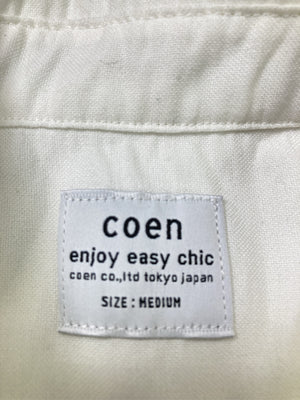 coen
enjoy easy chic
coen co.,ltd tokyo japan
SIZE : MEDIUM